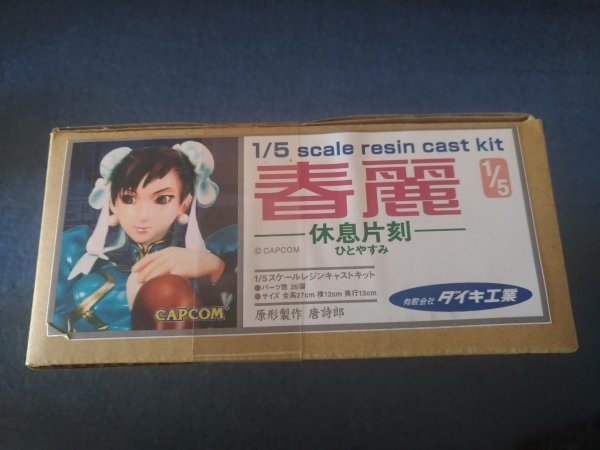 1/5 scale resin cast kit
春麗
1/5
休息片刻
ひとやすみ
©CAPCOM
1/5スケールレジンキャストキット
●パーツ数 26個
●サイズ 全高27cm 横12cm 奥行13cm
原形製作 唐詩郎
有限会社 ダイキ工業
CAPCOM